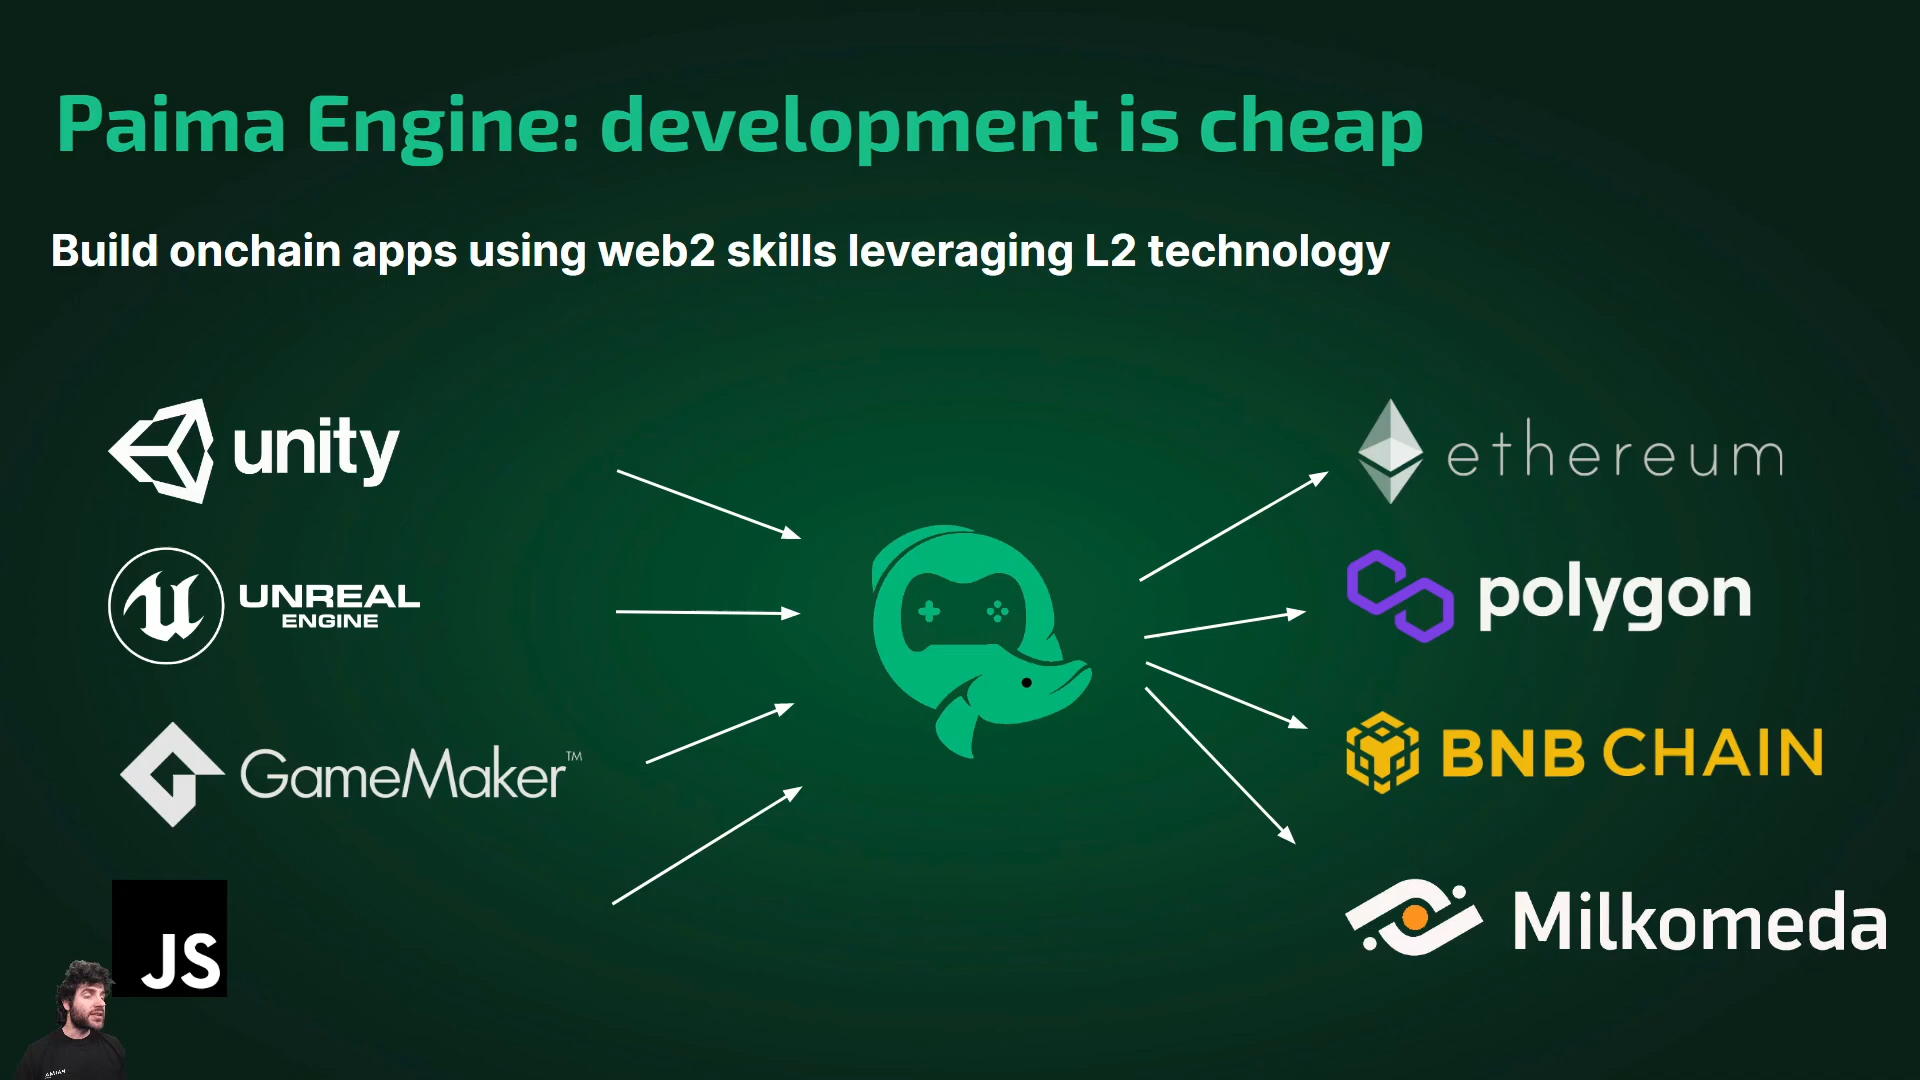 Paima Engine: development is cheap
Build onchain apps using web2 skills leveraging L2 technology
unity
UNREAL
ENGINE
GameMaker™
JS
ethereum
polygon
BNB CHAIN
Milkomeda